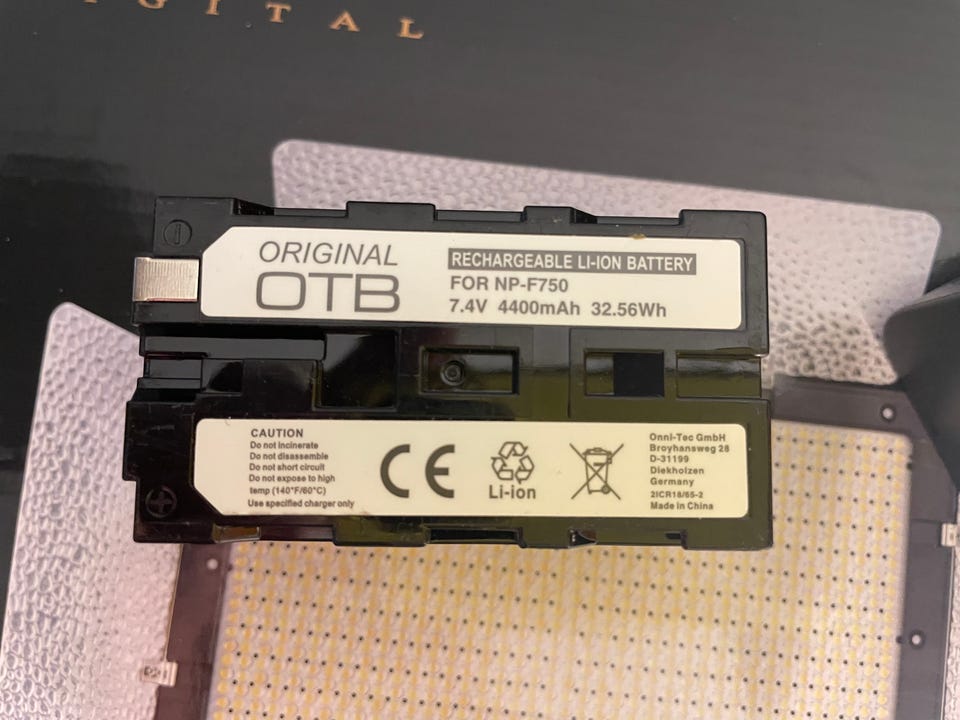 GITAL
ORIGINAL
OTB
RECHARGEABLE LI-ION BATTERY
FOR NP-F750
7.4V 4400mAh 32.56Wh
CAUTION
Do not incinerate
Do not disassemble
Do not short circuit
Do not expose to high
temp (140°F/60°C)
Use specified charger only
CE
Li-ion
Onni-Tec GmbH
Broyhansweg 28
D-31199
Diekholzen
Germany
2ICR18/65-2
Made in China